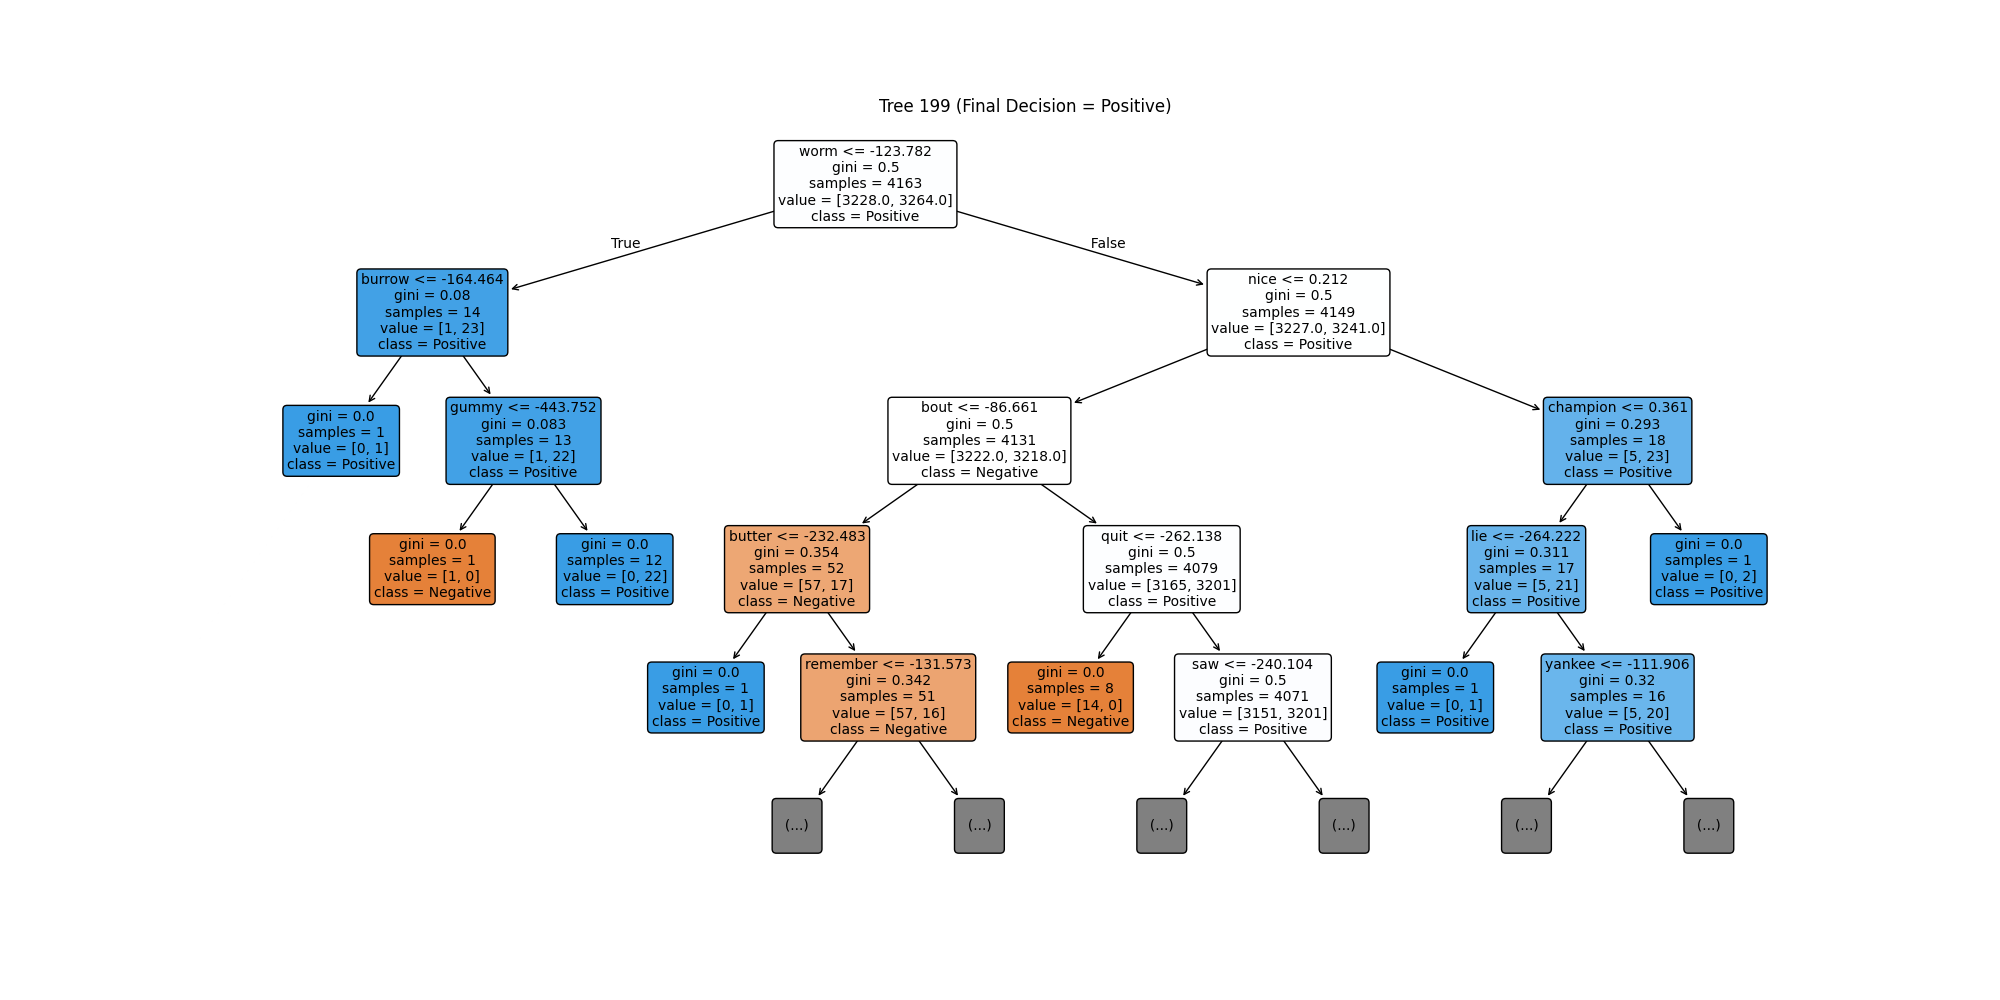 Tree 199 (Final Decision = Positive)
worm <= -123.782
gini = 0.5
samples = 4163
value = [3228.0, 3264.0]
class = Positive
True
False
burrow <= -164.464
gini = 0.08
samples = 14
value = [1, 23]
class = Positive
nice <= 0.212
gini = 0.5
samples = 4149
value = [3227.0, 3241.0]
class = Positive
gini = 0.0
samples = 1
value = [0, 1]
class = Positive
gummy <= -443.752
gini = 0.083
samples = 13
value = [1, 22]
class = Positive
bout <= -86.661
gini = 0.5
samples = 4131
value = [3222.0, 3218.0]
class = Negative
champion <= 0.361
gini = 0.293
samples = 18
value = [5, 23]
class = Positive
gini = 0.0
samples = 1
value = [1, 0]
class = Negative
gini = 0.0
samples = 12
value = [0, 22]
class = Positive
butter <= -232.483
gini = 0.354
samples = 52
value = [57, 17]
class = Negative
quit <= -262.138
gini = 0.5
samples = 4079
value = [3165, 3201]
class = Positive
lie <= -264.222
gini = 0.311
samples = 17
value = [5, 21]
class = Positive
gini = 0.0
samples = 1
value = [0, 2]
class = Positive
gini = 0.0
samples = 1
value = [0, 1]
class = Positive
remember <= -131.573
gini = 0.342
samples = 51
value = [57, 16]
class = Negative
gini = 0.0
samples = 8
value = [14, 0]
class = Negative
saw <= -240.104
gini = 0.5
samples = 4071
value = [3151, 3201]
class = Positive
gini = 0.0
samples = 1
value = [0, 1]
class = Positive
yankee <= -111.906
gini = 0.32
samples = 16
value = [5, 20]
class = Positive
(...)
(...)
(...)
(...)
(...)
(...)